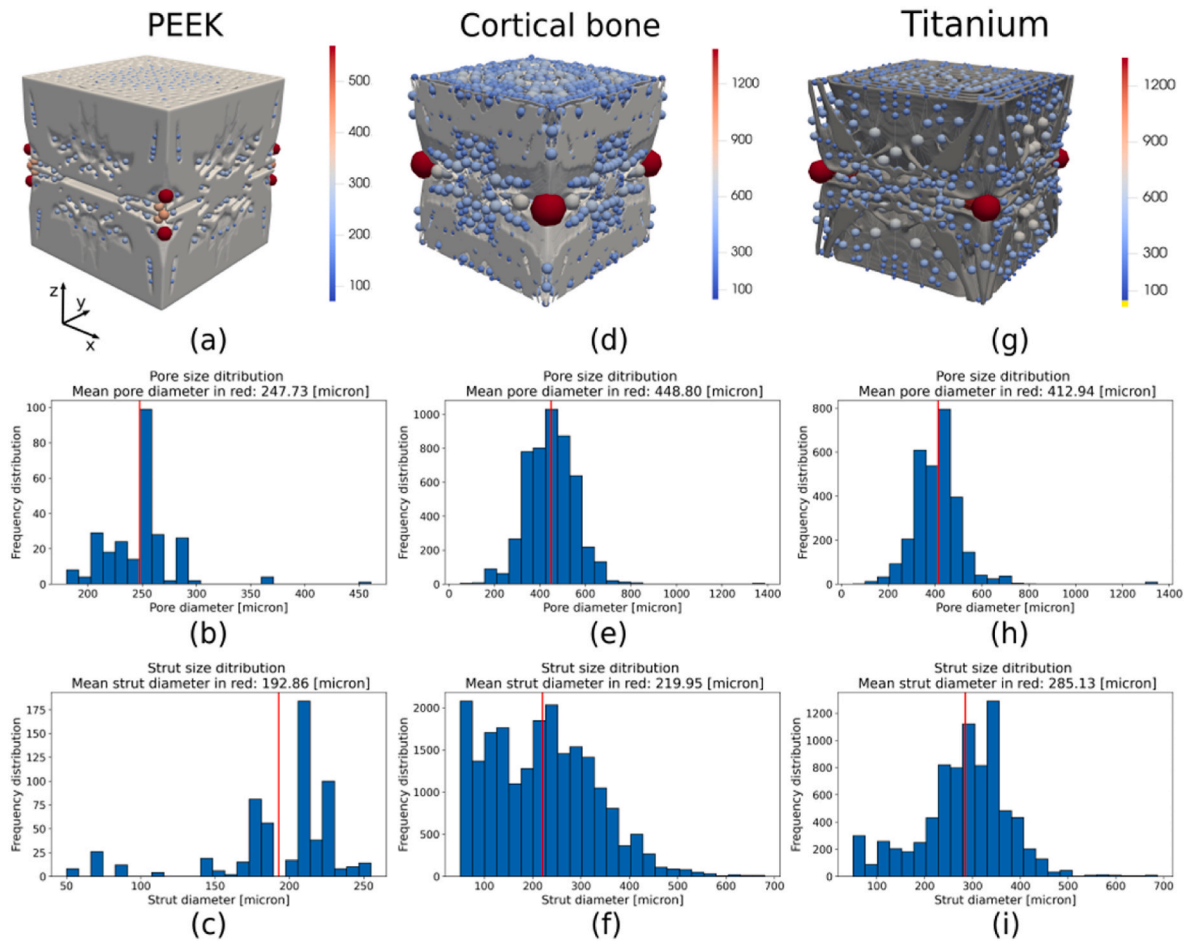 PEEK
Cortical bone
Titanium
500
400
300
200
100
1200
900
600
300
100
1200
900
600
300
100
z
y
x
(a)
(d)
(g)
Pore size ditribution
Mean pore diameter in red: 247.73 [micron]
Frequency distribution
100
80
60
40
20
0
200
250
300
350
400
450
Pore diameter [micron]
(b)
Pore size ditribution
Mean pore diameter in red: 448.80 [micron]
Frequency distribution
1000
800
600
400
200
0
0
200
400
600
800
1000
1200
1400
Pore diameter [micron]
(e)
Pore size ditribution
Mean pore diameter in red: 412.94 [micron]
Frequency distribution
800
600
400
200
0
0
200
400
600
800
1000
1200
1400
Pore diameter [micron]
(h)
Strut size ditribution
Mean strut diameter in red: 192.86 [micron]
Frequency distribution
175
150
125
100
75
50
25
0
50
100
150
200
250
Strut diameter [micron]
(c)
Strut size ditribution
Mean strut diameter in red: 219.95 [micron]
Frequency distribution
2000
1500
1000
500
0
100
200
300
400
500
600
700
Strut diameter [micron]
(f)
Strut size ditribution
Mean strut diameter in red: 285.13 [micron]
Frequency distribution
1200
1000
800
600
400
200
0
100
200
300
400
500
600
700
Strut diameter [micron]
(i)